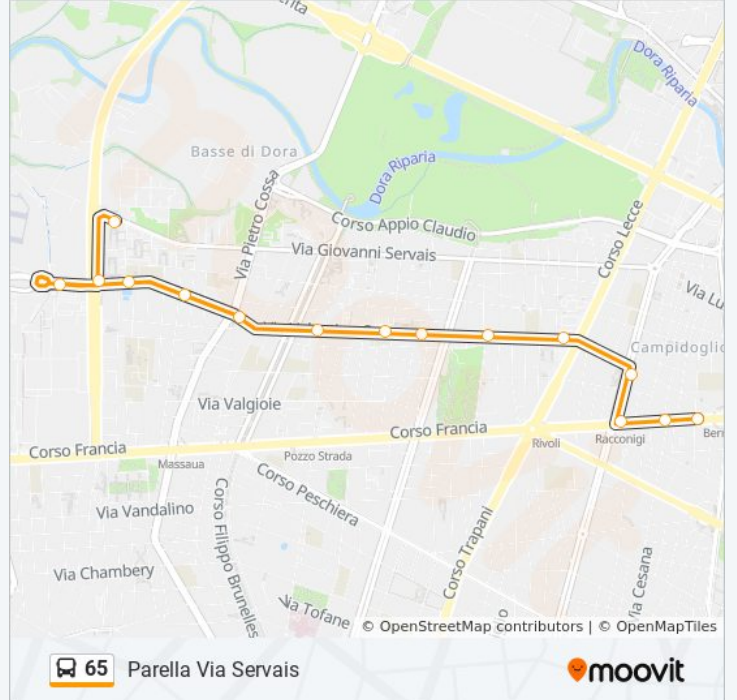 Dora Riparia
Basse di Dora
Dora Riparia
Via Pietro Cossa
Corso Appio Claudio
Via Giovanni Servais
Corso Lecce
Campidoglio
Via Valgioie
Corso Francia
Corso Francia
Massaua
Pozzo Strada
Rivoli
Racconigi
Corso Peschiera
Via Vandalino
Corso Filippo Brunelles
Corso Trapani
Via Chambery
Via Tofane
Via Cesana
© OpenStreetMap contributors | © OpenMapTiles
65 Parella Via Servais
moovit